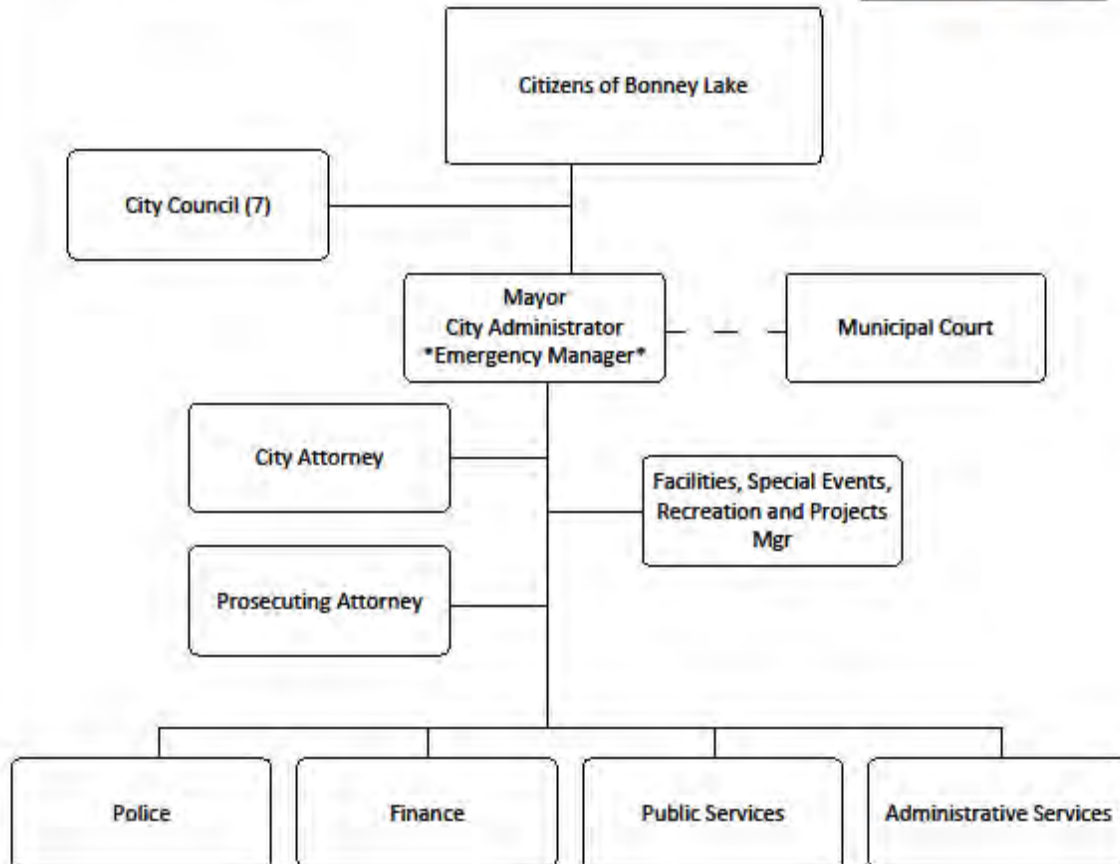 Citizens of Bonney Lake
City Council (7)
Mayor
City Administrator
*Emergency Manager*
Municipal Court
City Attorney
Facilities, Special Events,
Recreation and Projects
Mgr
Prosecuting Attorney
Police
Finance
Public Services
Administrative Services